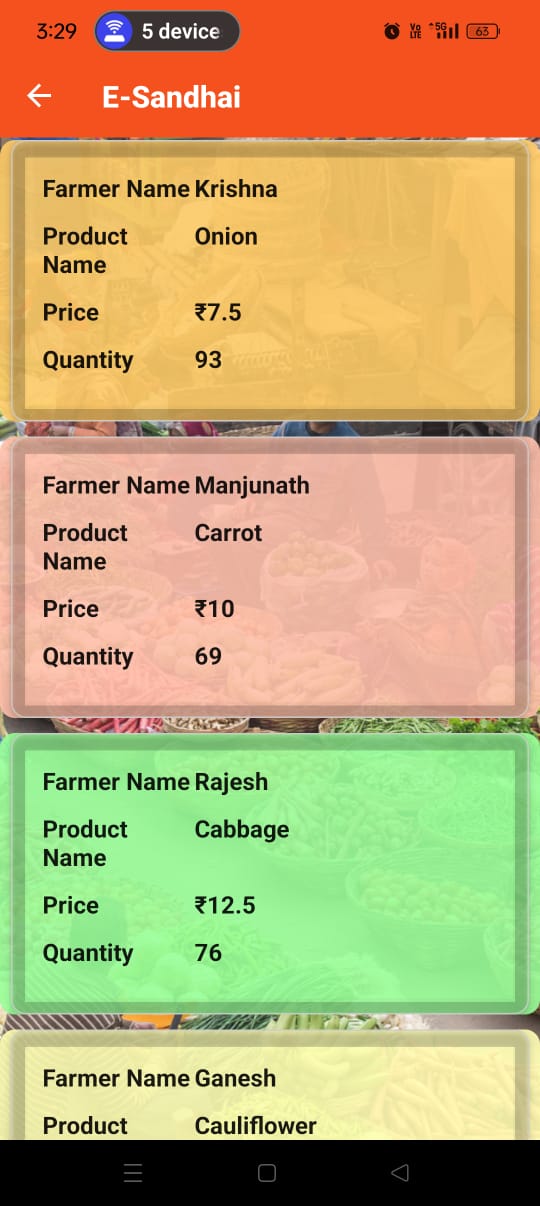 3:29 5 device Vo LTE 5G 63
E-Sandhai
Farmer Name Krishna
Product Name Onion
Price ₹7.5
Quantity 93
Farmer Name Manjunath
Product Name Carrot
Price ₹10
Quantity 69
Farmer Name Rajesh
Product Name Cabbage
Price ₹12.5
Quantity 76
Farmer Name Ganesh
Product Cauliflower